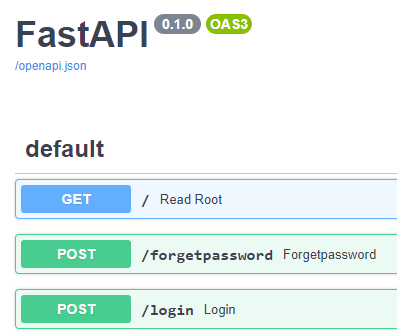 FastAPI 0.1.0 OAS3
/openapi.json
default
GET / Read Root
POST /forgetpassword Forgetpassword
POST /login Login